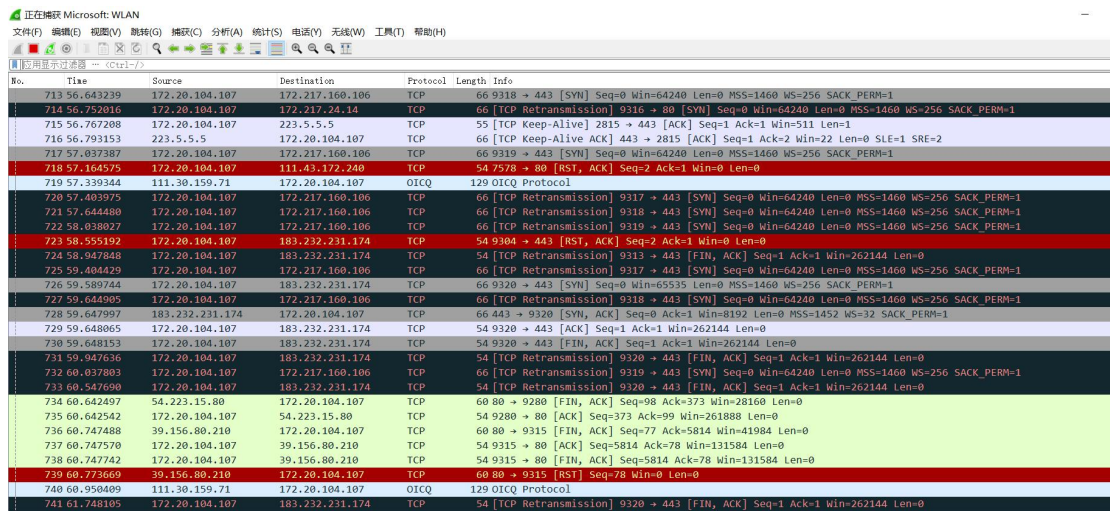 正在捕获 Microsoft: WLAN
文件(F) 编辑(E) 视图(V) 跳转(G) 捕获(C) 分析(A) 统计(S) 电话(Y) 无线(W) 工具(T) 帮助(H)
应用显示过滤器 … <Ctrl-/>
No. Time Source Destination Protocol Length Info
713 56.643239 172.20.104.107 172.217.160.106 TCP 66 9318 → 443 [SYN] Seq=0 Win=64240 Len=0 MSS=1460 WS=256 SACK_PERM=1
714 56.752016 172.20.104.107 172.217.24.14 TCP 66 [TCP Retransmission] 9316 → 80 [SYN] Seq=0 Win=64240 Len=0 MSS=1460 WS=256 SACK_PERM=1
715 56.767208 172.20.104.107 223.5.5.5 TCP 55 [TCP Keep-Alive] 2815 → 443 [ACK] Seq=1 Ack=1 Win=511 Len=1
716 56.793153 223.5.5.5 172.20.104.107 TCP 66 [TCP Keep-Alive ACK] 443 → 2815 [ACK] Seq=1 Ack=2 Win=22 Len=0 SLE=1 SRE=2
717 57.037387 172.20.104.107 172.217.160.106 TCP 66 9319 → 443 [SYN] Seq=0 Win=64240 Len=0 MSS=1460 WS=256 SACK_PERM=1
718 57.164575 172.20.104.107 111.43.172.240 TCP 54 7578 → 80 [RST, ACK] Seq=2 Ack=1 Win=0 Len=0
719 57.339344 111.30.159.71 172.20.104.107 OICQ 129 OICQ Protocol
720 57.403975 172.20.104.107 172.217.160.106 TCP 66 [TCP Retransmission] 9317 → 443 [SYN] Seq=0 Win=64240 Len=0 MSS=1460 WS=256 SACK_PERM=1
721 57.644480 172.20.104.107 172.217.160.106 TCP 66 [TCP Retransmission] 9318 → 443 [SYN] Seq=0 Win=64240 Len=0 MSS=1460 WS=256 SACK_PERM=1
722 58.038027 172.20.104.107 172.217.160.106 TCP 66 [TCP Retransmission] 9319 → 443 [SYN] Seq=0 Win=64240 Len=0 MSS=1460 WS=256 SACK_PERM=1
723 58.555192 172.20.104.107 183.232.231.174 TCP 54 9304 → 443 [RST, ACK] Seq=2 Ack=1 Win=0 Len=0
724 58.947848 172.20.104.107 183.232.231.174 TCP 54 [TCP Retransmission] 9313 → 443 [FIN, ACK] Seq=1 Ack=1 Win=262144 Len=0
725 59.404429 172.20.104.107 172.217.160.106 TCP 66 [TCP Retransmission] 9317 → 443 [SYN] Seq=0 Win=64240 Len=0 MSS=1460 WS=256 SACK_PERM=1
726 59.589744 172.20.104.107 183.232.231.174 TCP 66 9320 → 443 [SYN] Seq=0 Win=65535 Len=0 MSS=1460 WS=256 SACK_PERM=1
727 59.644905 172.20.104.107 172.217.160.106 TCP 66 [TCP Retransmission] 9318 → 443 [SYN] Seq=0 Win=64240 Len=0 MSS=1460 WS=256 SACK_PERM=1
728 59.647997 183.232.231.174 172.20.104.107 TCP 66 443 → 9320 [SYN, ACK] Seq=0 Ack=1 Win=8192 Len=0 MSS=1452 WS=32 SACK_PERM=1
729 59.648065 172.20.104.107 183.232.231.174 TCP 54 9320 → 443 [ACK] Seq=1 Ack=1 Win=262144 Len=0
730 59.648153 172.20.104.107 183.232.231.174 TCP 54 9320 → 443 [FIN, ACK] Seq=1 Ack=1 Win=262144 Len=0
731 59.947636 172.20.104.107 183.232.231.174 TCP 54 [TCP Retransmission] 9320 → 443 [FIN, ACK] Seq=1 Ack=1 Win=262144 Len=0
732 60.037803 172.20.104.107 172.217.160.106 TCP 66 [TCP Retransmission] 9319 → 443 [SYN] Seq=0 Win=64240 Len=0 MSS=1460 WS=256 SACK_PERM=1
733 60.547690 172.20.104.107 183.232.231.174 TCP 54 [TCP Retransmission] 9320 → 443 [FIN, ACK] Seq=1 Ack=1 Win=262144 Len=0
734 60.642497 54.223.15.80 172.20.104.107 TCP 60 80 → 9280 [FIN, ACK] Seq=98 Ack=373 Win=28160 Len=0
735 60.642542 172.20.104.107 54.223.15.80 TCP 54 9280 → 80 [ACK] Seq=373 Ack=99 Win=261888 Len=0
736 60.747488 39.156.80.210 172.20.104.107 TCP 60 80 → 9315 [FIN, ACK] Seq=77 Ack=5814 Win=41984 Len=0
737 60.747570 172.20.104.107 39.156.80.210 TCP 54 9315 → 80 [ACK] Seq=5814 Ack=78 Win=131584 Len=0
738 60.747742 172.20.104.107 39.156.80.210 TCP 54 9315 → 80 [FIN, ACK] Seq=5814 Ack=78 Win=131584 Len=0
739 60.773669 39.156.80.210 172.20.104.107 TCP 60 80 → 9315 [RST] Seq=78 Win=0 Len=0
740 60.950409 111.30.159.71 172.20.104.107 OICQ 129 OICQ Protocol
741 61.748105 172.20.104.107 183.232.231.174 TCP 54 [TCP Retransmission] 9320 → 443 [FIN, ACK] Seq=1 Ack=1 Win=262144 Len=0